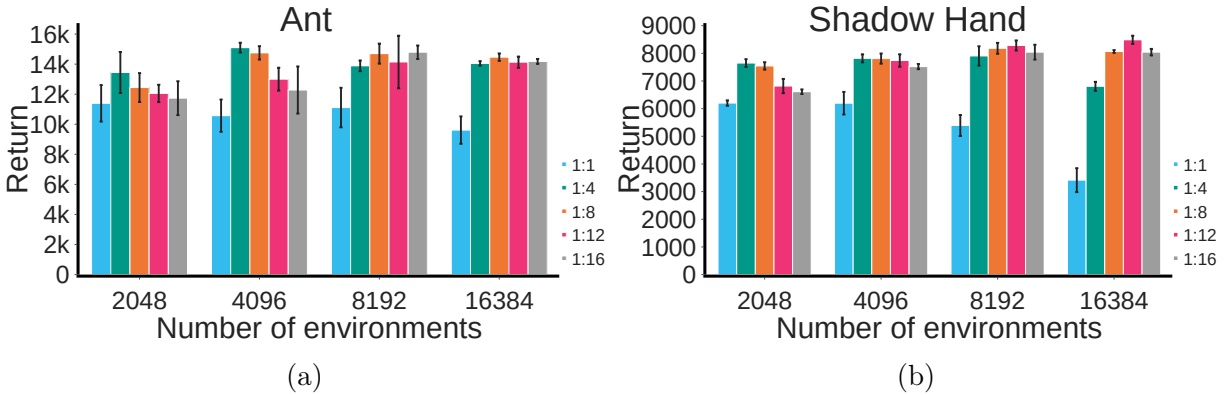 Ant
Return
16k
14k
12k
10k
8k
6k
4k
2k
0
2048 4096 8192 16384
Number of environments
1:1
1:4
1:8
1:12
1:16
(a)
Shadow Hand
Return
9000
8000
7000
6000
5000
4000
3000
2000
1000
0
2048 4096 8192 16384
Number of environments
1:1
1:4
1:8
1:12
1:16
(b)